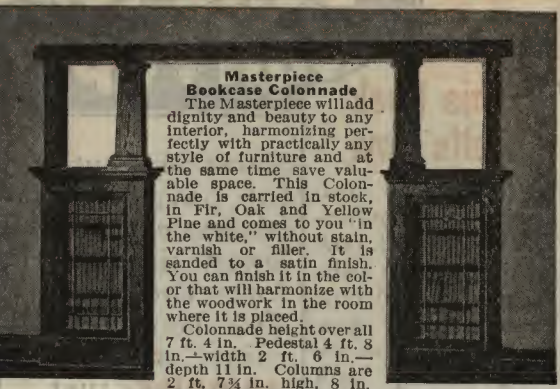 Masterpiece
Bookcase Colonnade
The Masterpiece willadd
dignity and beauty to any
interior, harmonizing per-
fectly with practically any
style of furniture and at
the same time save valu-
able space. This Colon-
nade is carried in stock,
in Fir, Oak and Yellow
Pine and comes to you "in
the white," without stain,
varnish or filler. It is
sanded to a satin finish.
You can finish it in the col-
or that will harmonize with
the woodwork in the room
where it is placed.
Colonnade height over all
7 ft. 4 in. Pedestal 4 ft. 8
in.—width 2 ft. 6 in.—
depth 11 in. Columns are
2 ft. 7¾ in. high, 8 in.